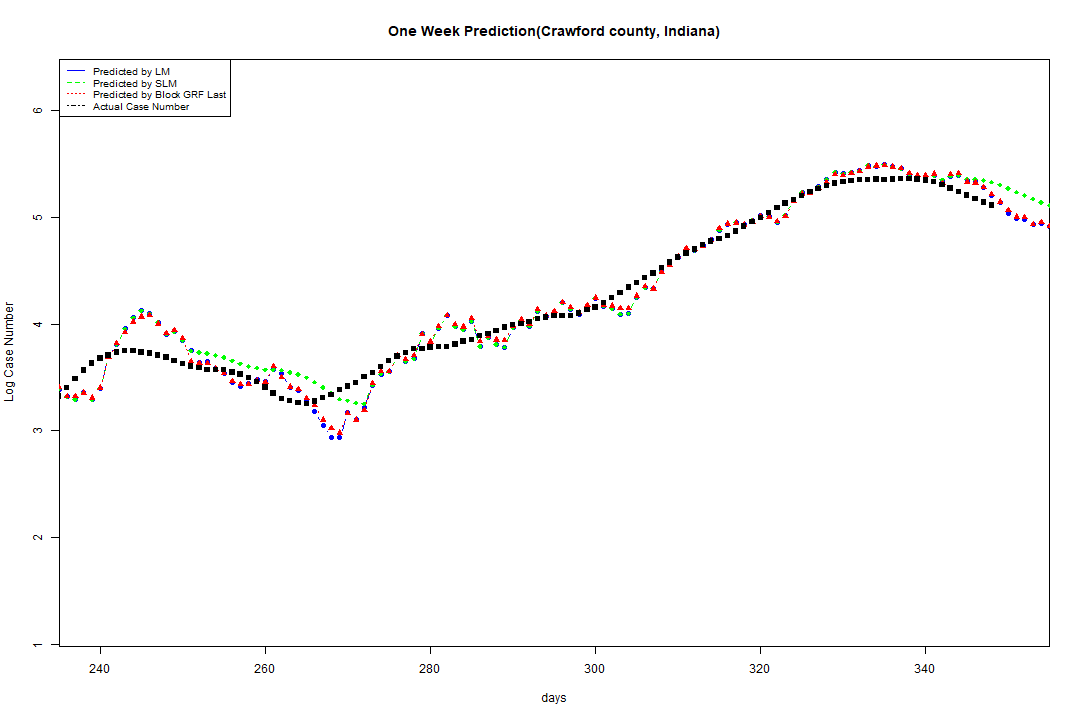 One Week Prediction(Crawford county, Indiana)
Predicted by LM
Predicted by SLM
Predicted by Block GRF Last
Actual Case Number
6
5
4
3
2
1
Log Case Number
240 260 280 300 320 340
days